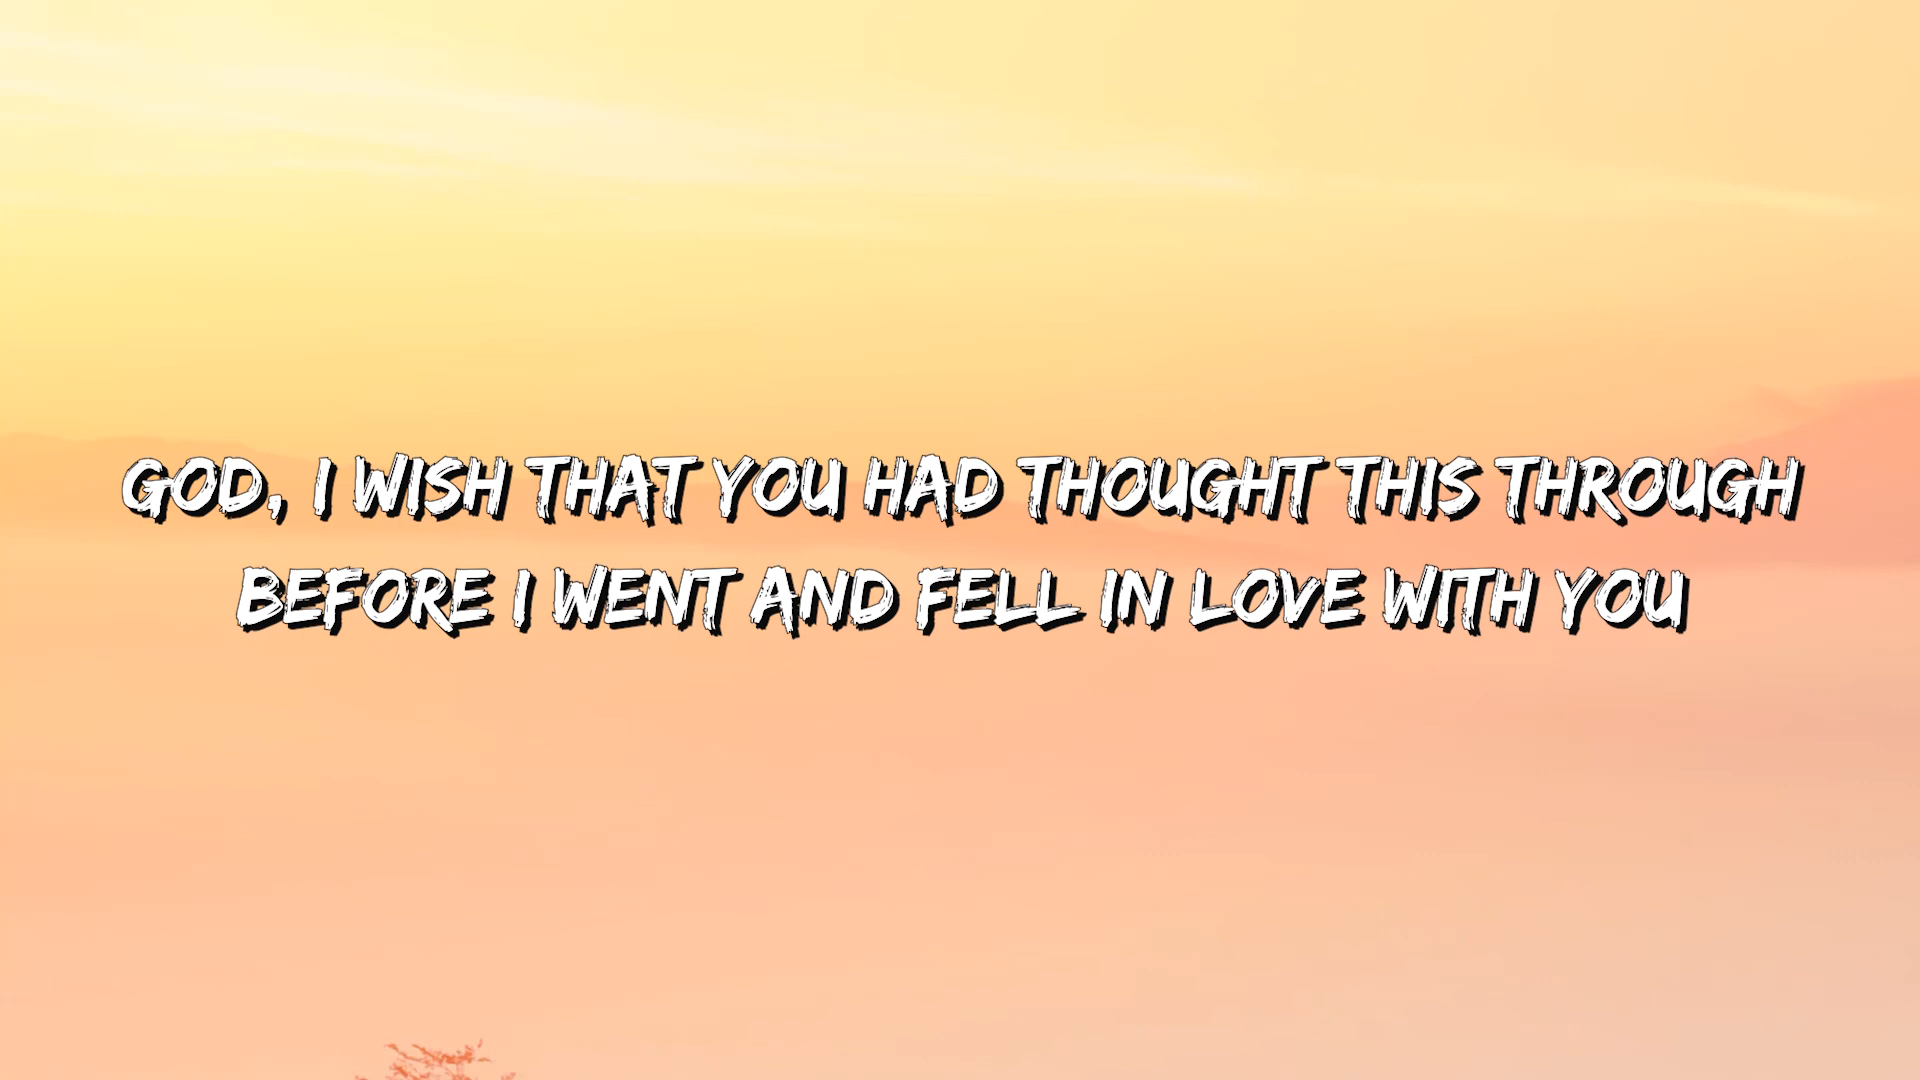 GOD, I WISH THAT YOU HAD THOUGHT THIS THROUGH
BEFORE I WENT AND FELL IN LOVE WITH YOU